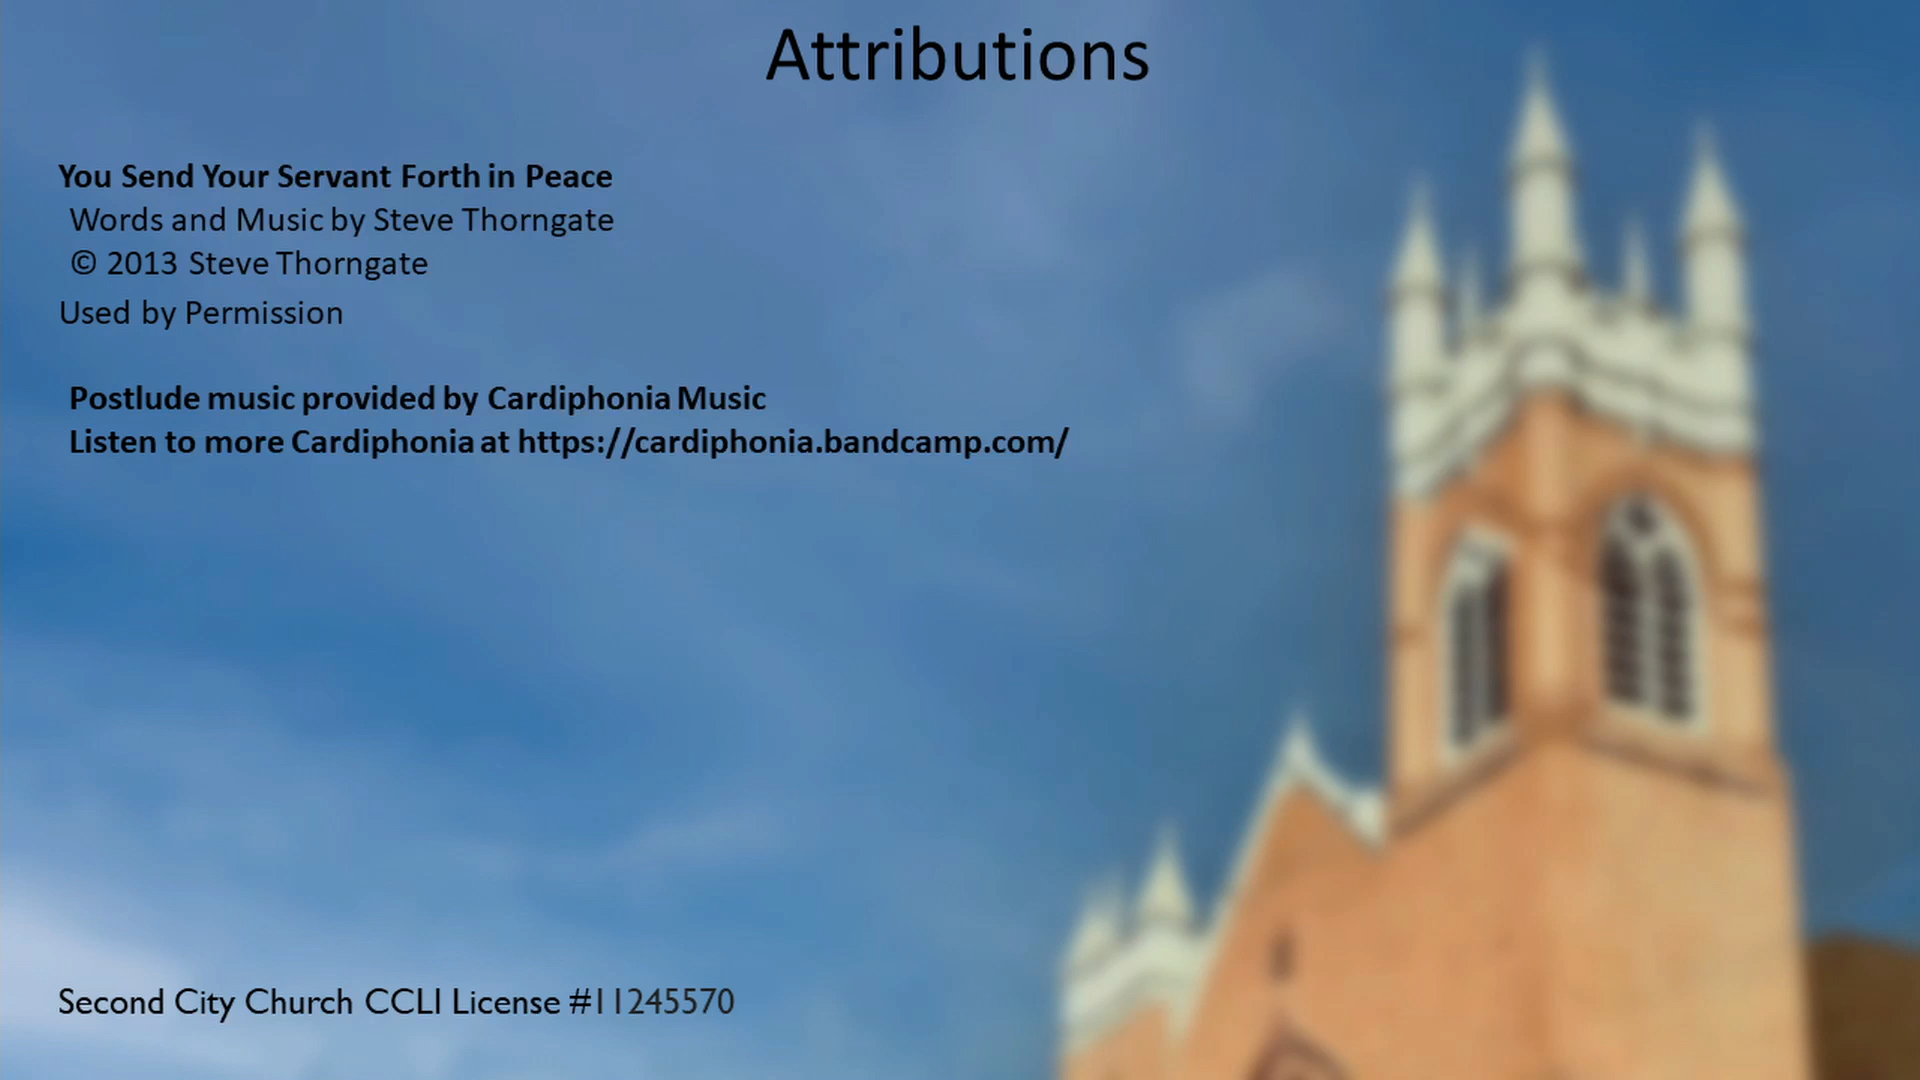 Attributions
You Send Your Servant Forth in Peace
Words and Music by Steve Thorngate
© 2013 Steve Thorngate
Used by Permission
Postlude music provided by Cardiphonia Music
Listen to more Cardiphonia at https://cardiphonia.bandcamp.com/
Second City Church CCLI License #11245570